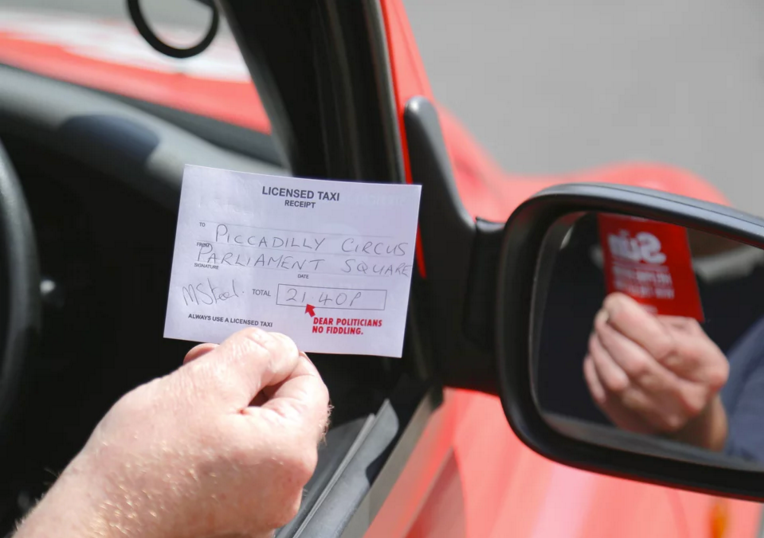 LICENSED TAXI
RECEIPT
TO PICCADILLY CIRCUS
FROM PARLIAMENT SQUARE
SIGNATURE DATE
TOTAL 21.40P
ALWAYS USE A LICENSED TAXI
DEAR POLITICIANS
NO FIDDLING.
Sun